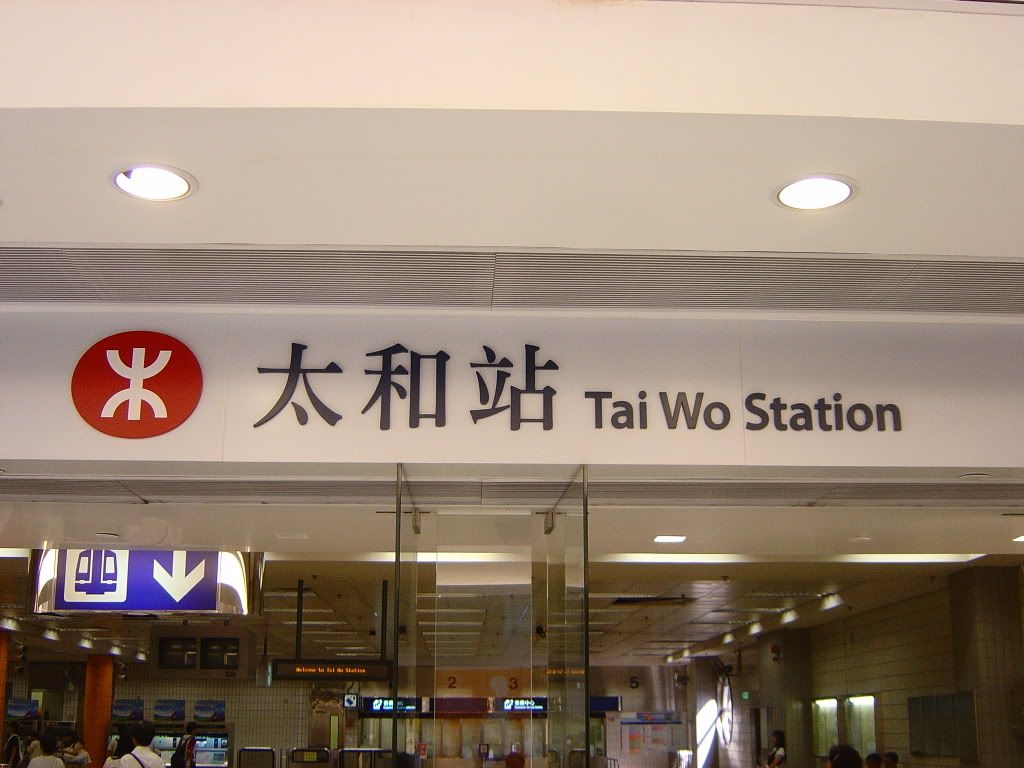 太和站 Tai Wo Station
Welcome to Tai Wo Station
2 3 5